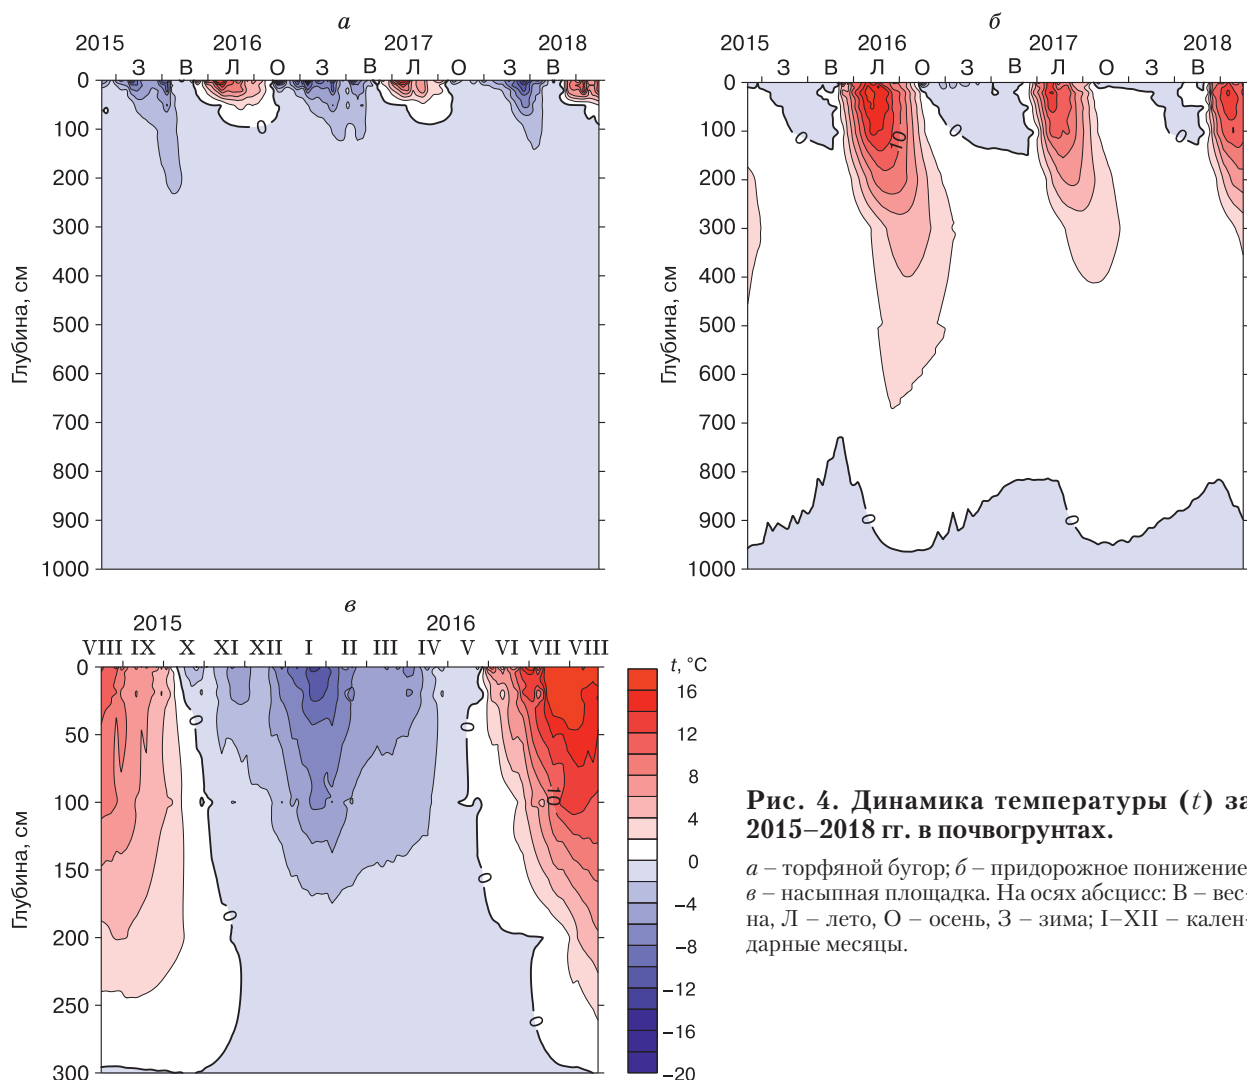 а
2015 2016 2017 2018
З В Л О З В Л О З В
0
100
200
300
400
500
600
700
800
900
1000
Глубина, см
0
б
2015 2016 2017 2018
З В Л О З В Л О З В
0
100
200
300
400
500
600
700
800
900
1000
Глубина, см
0 10 0 0
0 0
в
2015 2016
VIII IX X XI XII I II III IV V VI VII VIII
0
50
100
150
200
250
300
Глубина, см
0 0
10
0 0
0 0
t, °C
16
12
8
4
0
−4
−8
−12
−16
−20
Рис. 4. Динамика температуры (t) за
2015–2018 гг. в почвогрунтах.
а – торфяной бугор; б – придорожное понижение;
в – насыпная площадка. На осях абсцисс: В – вес-
на, Л – лето, О – осень, З – зима; I–XII – кален-
дарные месяцы.